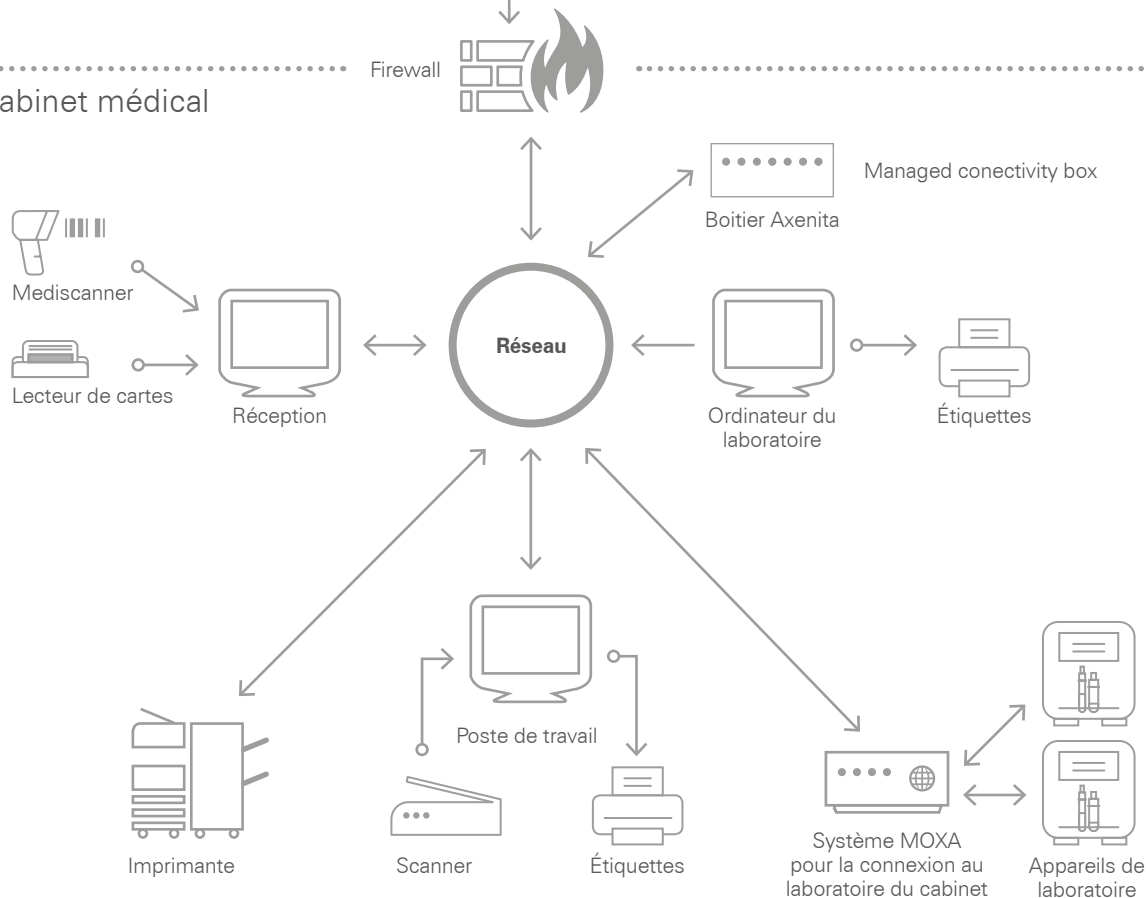 Firewall
abinet médical
Managed conectivity box
Boitier Axenita
Mediscanner
Réseau
Lecteur de cartes
Réception
Ordinateur du
laboratoire
Étiquettes
Poste de travail
Imprimante
Scanner
Étiquettes
Système MOXA
pour la connexion au
laboratoire du cabinet
Appareils de
laboratoire